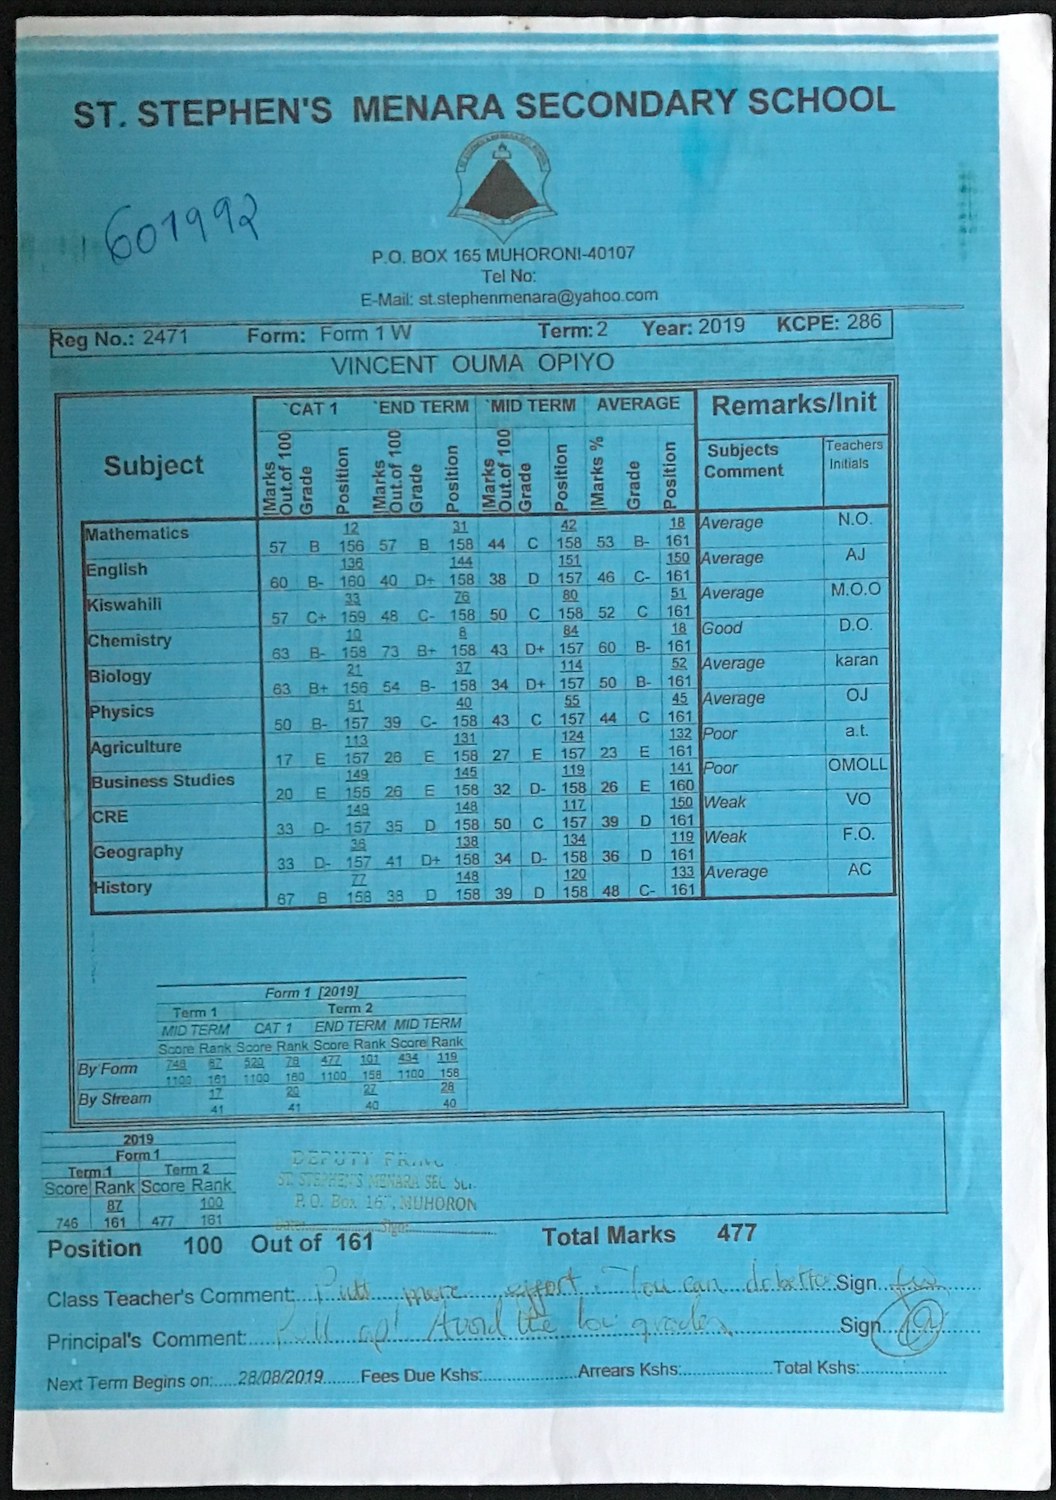 ST. STEPHEN'S MENARA SECONDARY SCHOOL
601992
P.O. BOX 165 MUHORONI-40107
Tel No:
E-Mail: st.stephenmenara@yahoo.com
Reg No.: 2471 Form: Form 1 W Term: 2 Year: 2019 KCPE: 286
VINCENT OUMA OPIYO
Subject `CAT 1 `END TERM `MID TERM AVERAGE Remarks/Init
Marks Out.of 100 Grade Position Marks Out.of 100 Grade Position Marks Out.of 100 Grade Position Marks % Grade Position Subjects Comment Teachers Initials
Mathematics 57 B 12 156 57 B 31 158 44 C 42 158 53 B- 18 161 Average N.O.
English 60 B- 136 160 40 D+ 144 158 38 D 151 157 46 C- 150 161 Average AJ
Kiswahili 57 C+ 33 159 48 C- 76 158 50 C 80 158 52 C 51 161 Average M.O.O
Chemistry 63 B- 10 158 73 B+ 8 158 43 D+ 84 157 60 B- 18 161 Good D.O.
Biology 63 B+ 21 156 54 B- 37 158 34 D+ 114 157 50 B- 52 161 Average karan
Physics 50 B- 51 157 39 C- 40 158 43 C 55 157 44 C 45 161 Average OJ
Agriculture 17 E 113 157 26 E 131 158 27 E 124 157 23 E 132 161 Poor a.t.
Business Studies 20 E 149 155 26 E 145 158 32 D- 119 158 26 E 141 160 Poor OMOLL
CRE 33 D- 149 157 35 D 148 158 50 C 117 157 39 D 150 161 Weak VO
Geography 33 D- 36 157 41 D+ 138 158 34 D- 134 158 36 D 119 161 Weak F.O.
History 67 B 77 158 38 D 148 158 39 D 120 158 48 C- 133 161 Average AC
Form 1 [2019]
Term 1 Term 2
MID TERM CAT 1 END TERM MID TERM
Score Rank Score Rank Score Rank Score Rank
By Form 87 520 78 477 101 434 119
1100 161 1100 160 1100 158 1100 158
By Stream 17 20 27 28
41 41 40 40
2019
Form 1
Term 1 Term 2
Score Rank Score Rank
87 100
746 161 477 161
DEPUTY
ST. STEPHEN'S MENARA SEC
P.O. Box MUHORON
Sign
Position 100 Out of 161 Total Marks 477
Class Teacher's Comment: Put more effort. You can do better Sign
Principal's Comment: Pull up! Avoid the low grades Sign
Next Term Begins on: 28/08/2019 Fees Due Kshs: Arrears Kshs: Total Kshs: